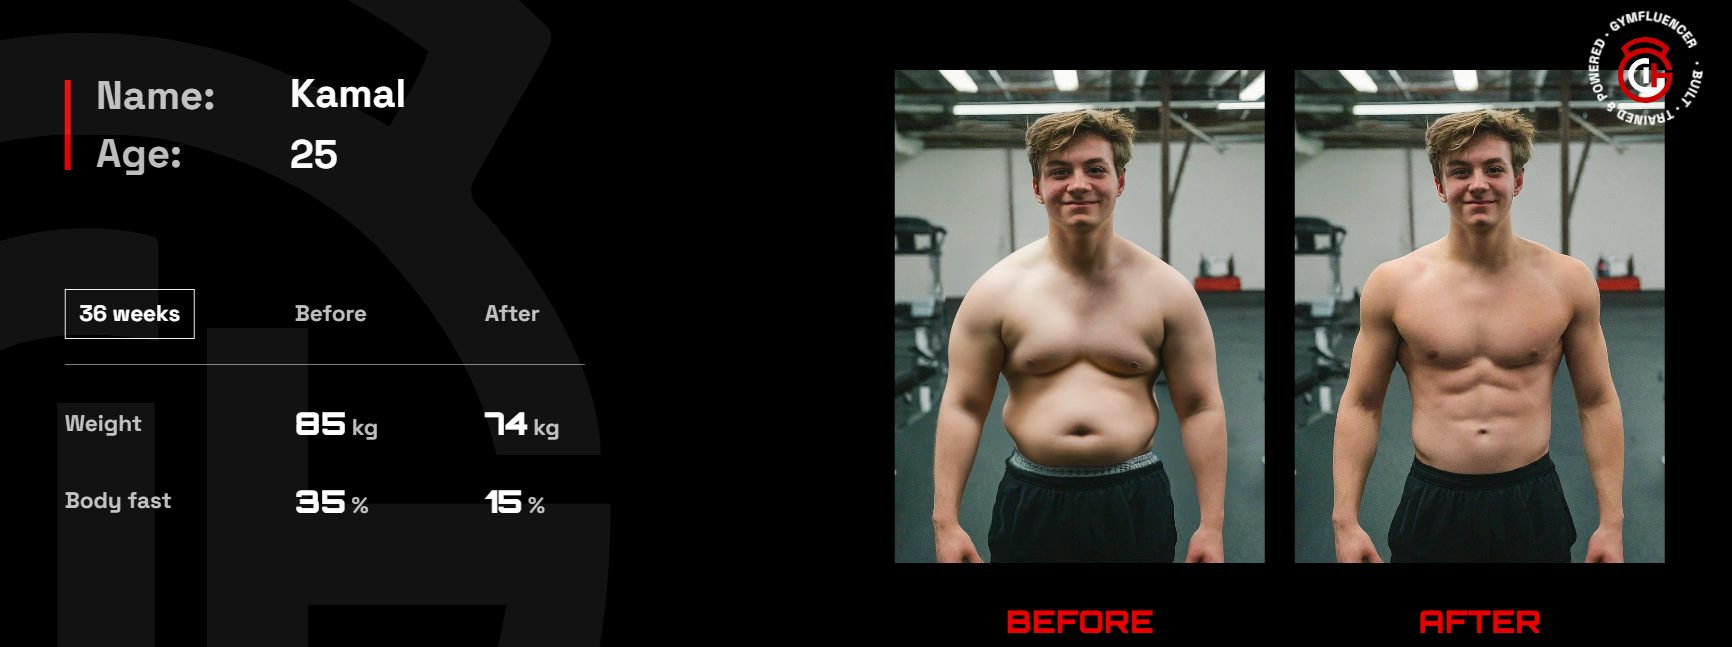 GYMFLUENCER · BUILT · TRAINED & POWERED ·
Name: Kamal
Age: 25
36 weeks Before After
Weight 85 kg 74 kg
Body fast 35 % 15 %
BEFORE AFTER